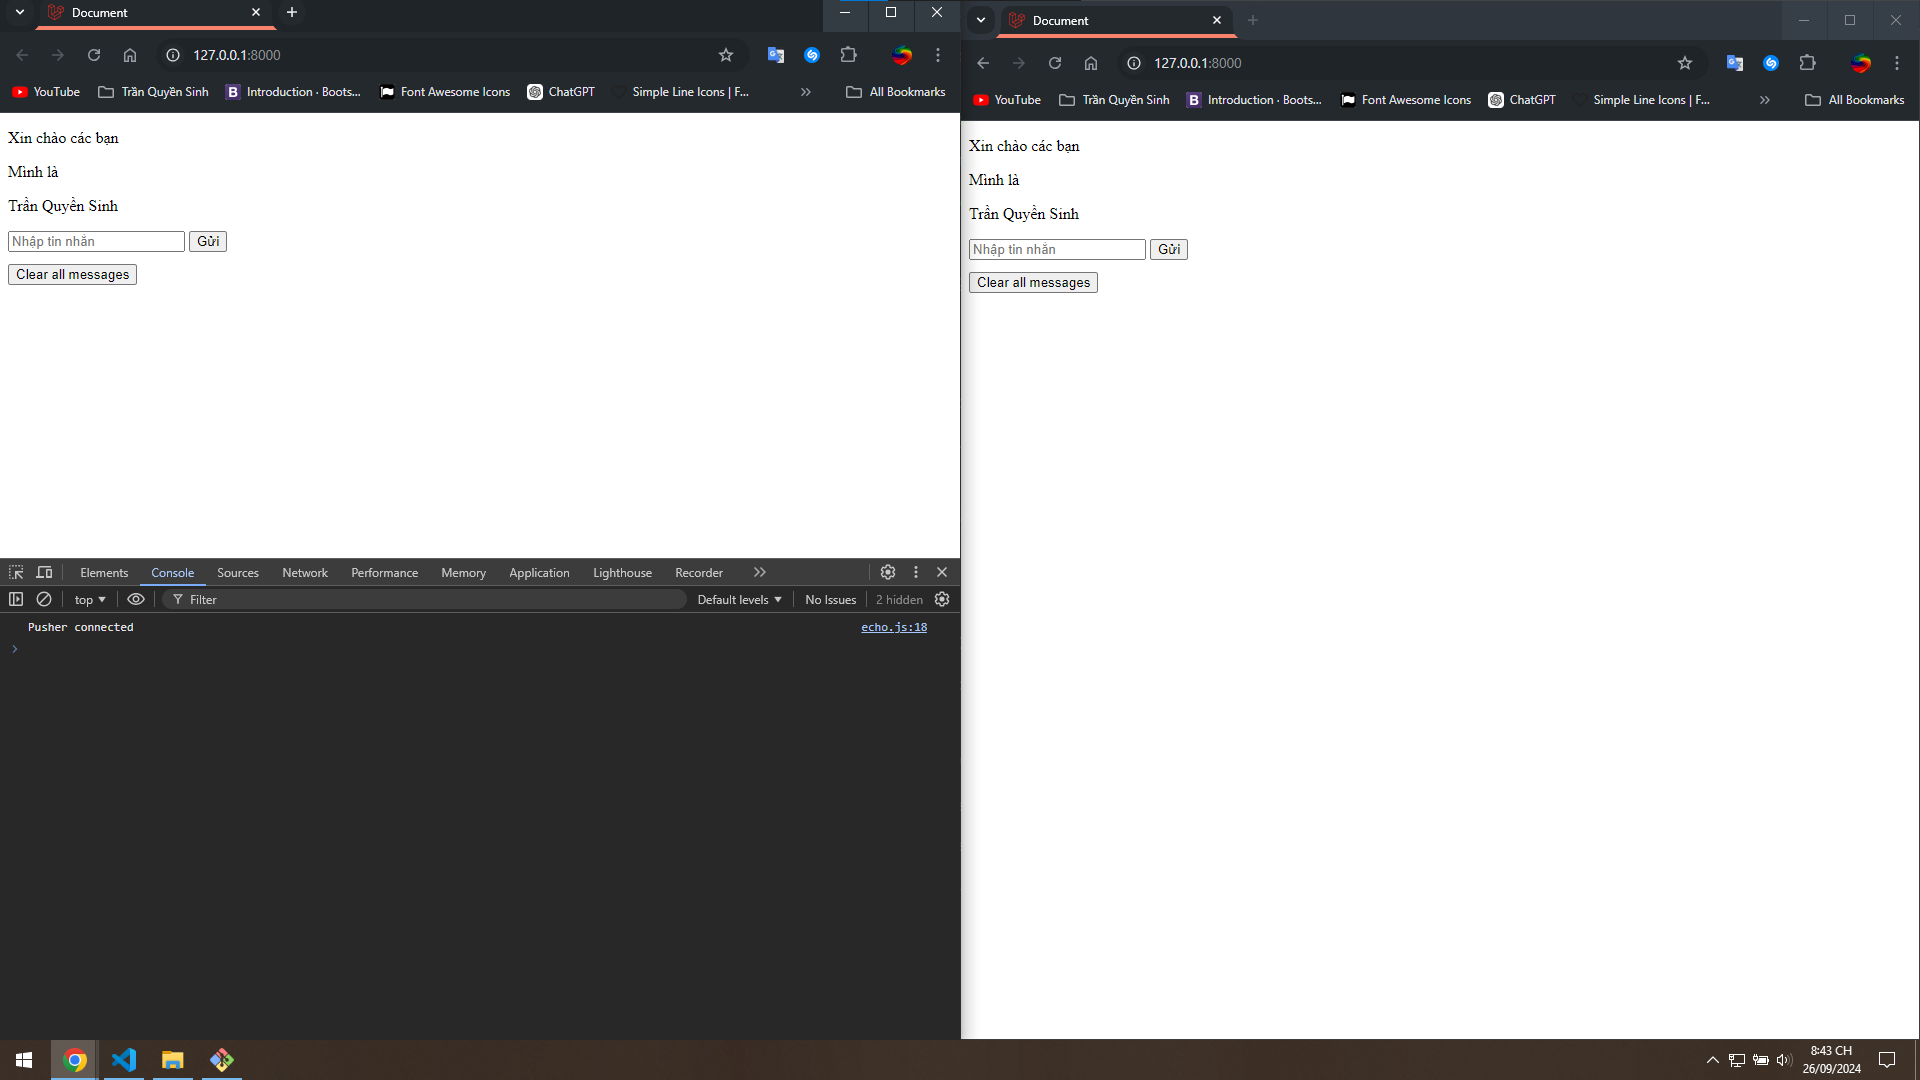 Document
127.0.0.1:8000
YouTube Trần Quyền Sinh Introduction · Boots... Font Awesome Icons ChatGPT Simple Line Icons | F... All Bookmarks
Xin chào các bạn
Mình là
Trần Quyền Sinh
Nhập tin nhắn Gửi
Clear all messages
Elements Console Sources Network Performance Memory Application Lighthouse Recorder
top Filter Default levels No Issues 2 hidden
Pusher connected echo.js:18
Document
127.0.0.1:8000
YouTube Trần Quyền Sinh Introduction · Boots... Font Awesome Icons ChatGPT Simple Line Icons | F... All Bookmarks
Xin chào các bạn
Mình là
Trần Quyền Sinh
Nhập tin nhắn Gửi
Clear all messages
8:43 CH
26/09/2024